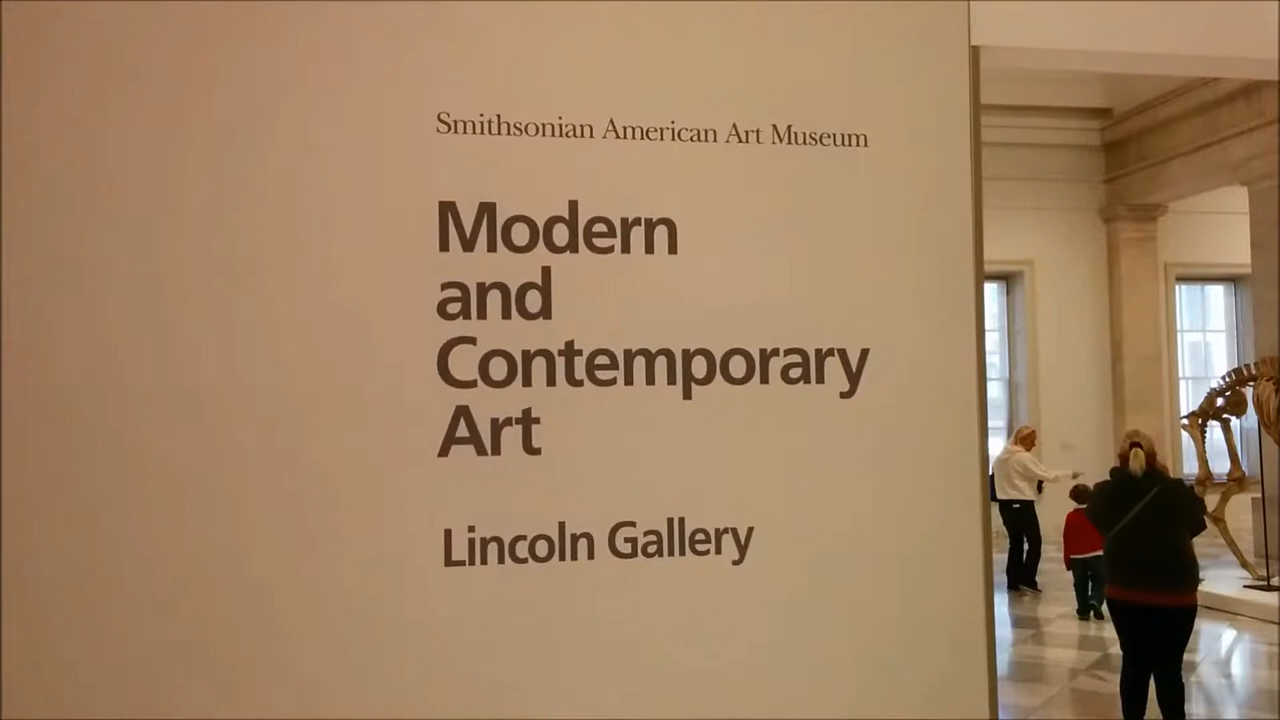 Smithsonian American Art Museum
Modern
and
Contemporary
Art
Lincoln Gallery